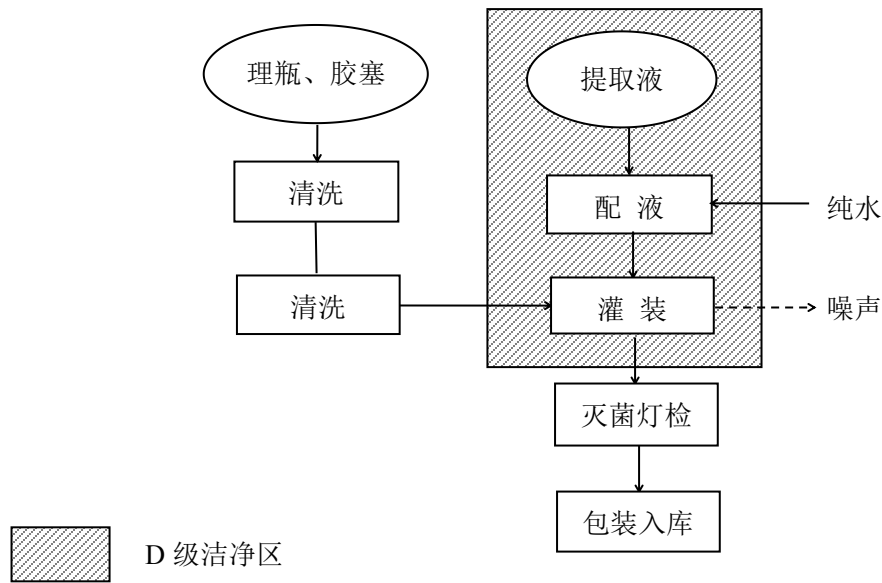 理瓶、胶塞
提取液
清洗
配 液
纯水
清洗
灌 装
噪声
灭菌灯检
包装入库
D 级洁净区